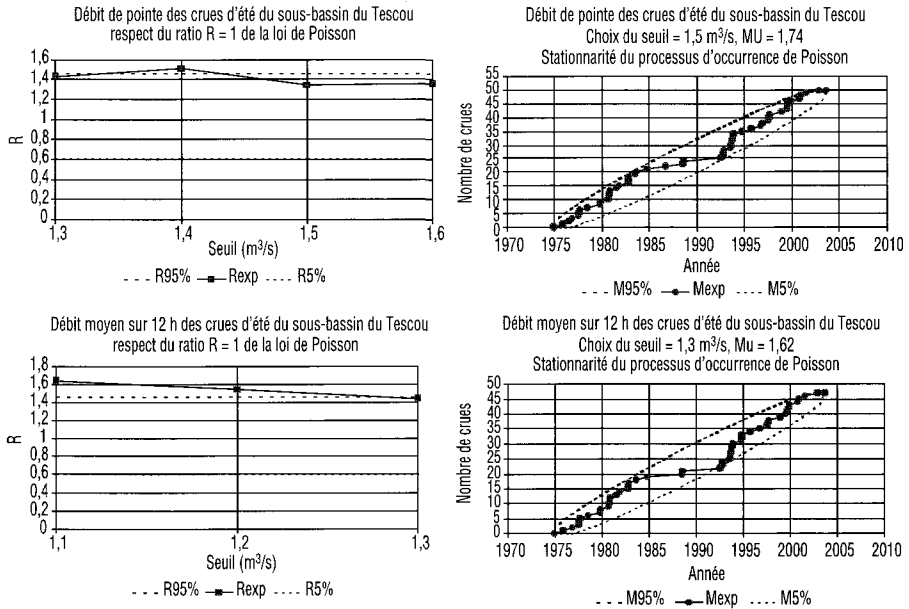 Débit de pointe des crues d'été du sous-bassin du Tescou
respect du ratio R = 1 de la loi de Poisson
1,6
1,4
1,2
1
0,8
0,6
0,4
0,2
0
R
1,3 1,4 1,5 1,6
Seuil (m³/s)
R95% Rexp R5%
Débit de pointe des crues d'été du sous-bassin du Tescou
Choix du seuil = 1,5 m³/s, MU = 1,74
Stationnarité du processus d'occurrence de Poisson
Nombre de crues
55
50
45
40
35
30
25
20
15
10
5
0
1970 1975 1980 1985 1990 1995 2000 2005 2010
Année
M95% Mexp M5%
Débit moyen sur 12 h des crues d'été du sous-bassin du Tescou
respect du ratio R = 1 de la loi de Poisson
1,8
1,6
1,4
1,2
1
0,8
0,6
0,4
0,2
0
R
1,1 1,2 1,3
Seuil (m³/s)
R95% Rexp R5%
Débit moyen sur 12 h des crues d'été du sous-bassin du Tescou
Choix du seuil = 1,3 m³/s, Mu = 1,62
Stationnarité du processus d'occurrence de Poisson
Nombre de crues
50
45
40
35
30
25
20
15
10
5
0
1970 1975 1980 1985 1990 1995 2000 2005 2010
Année
M95% Mexp M5%